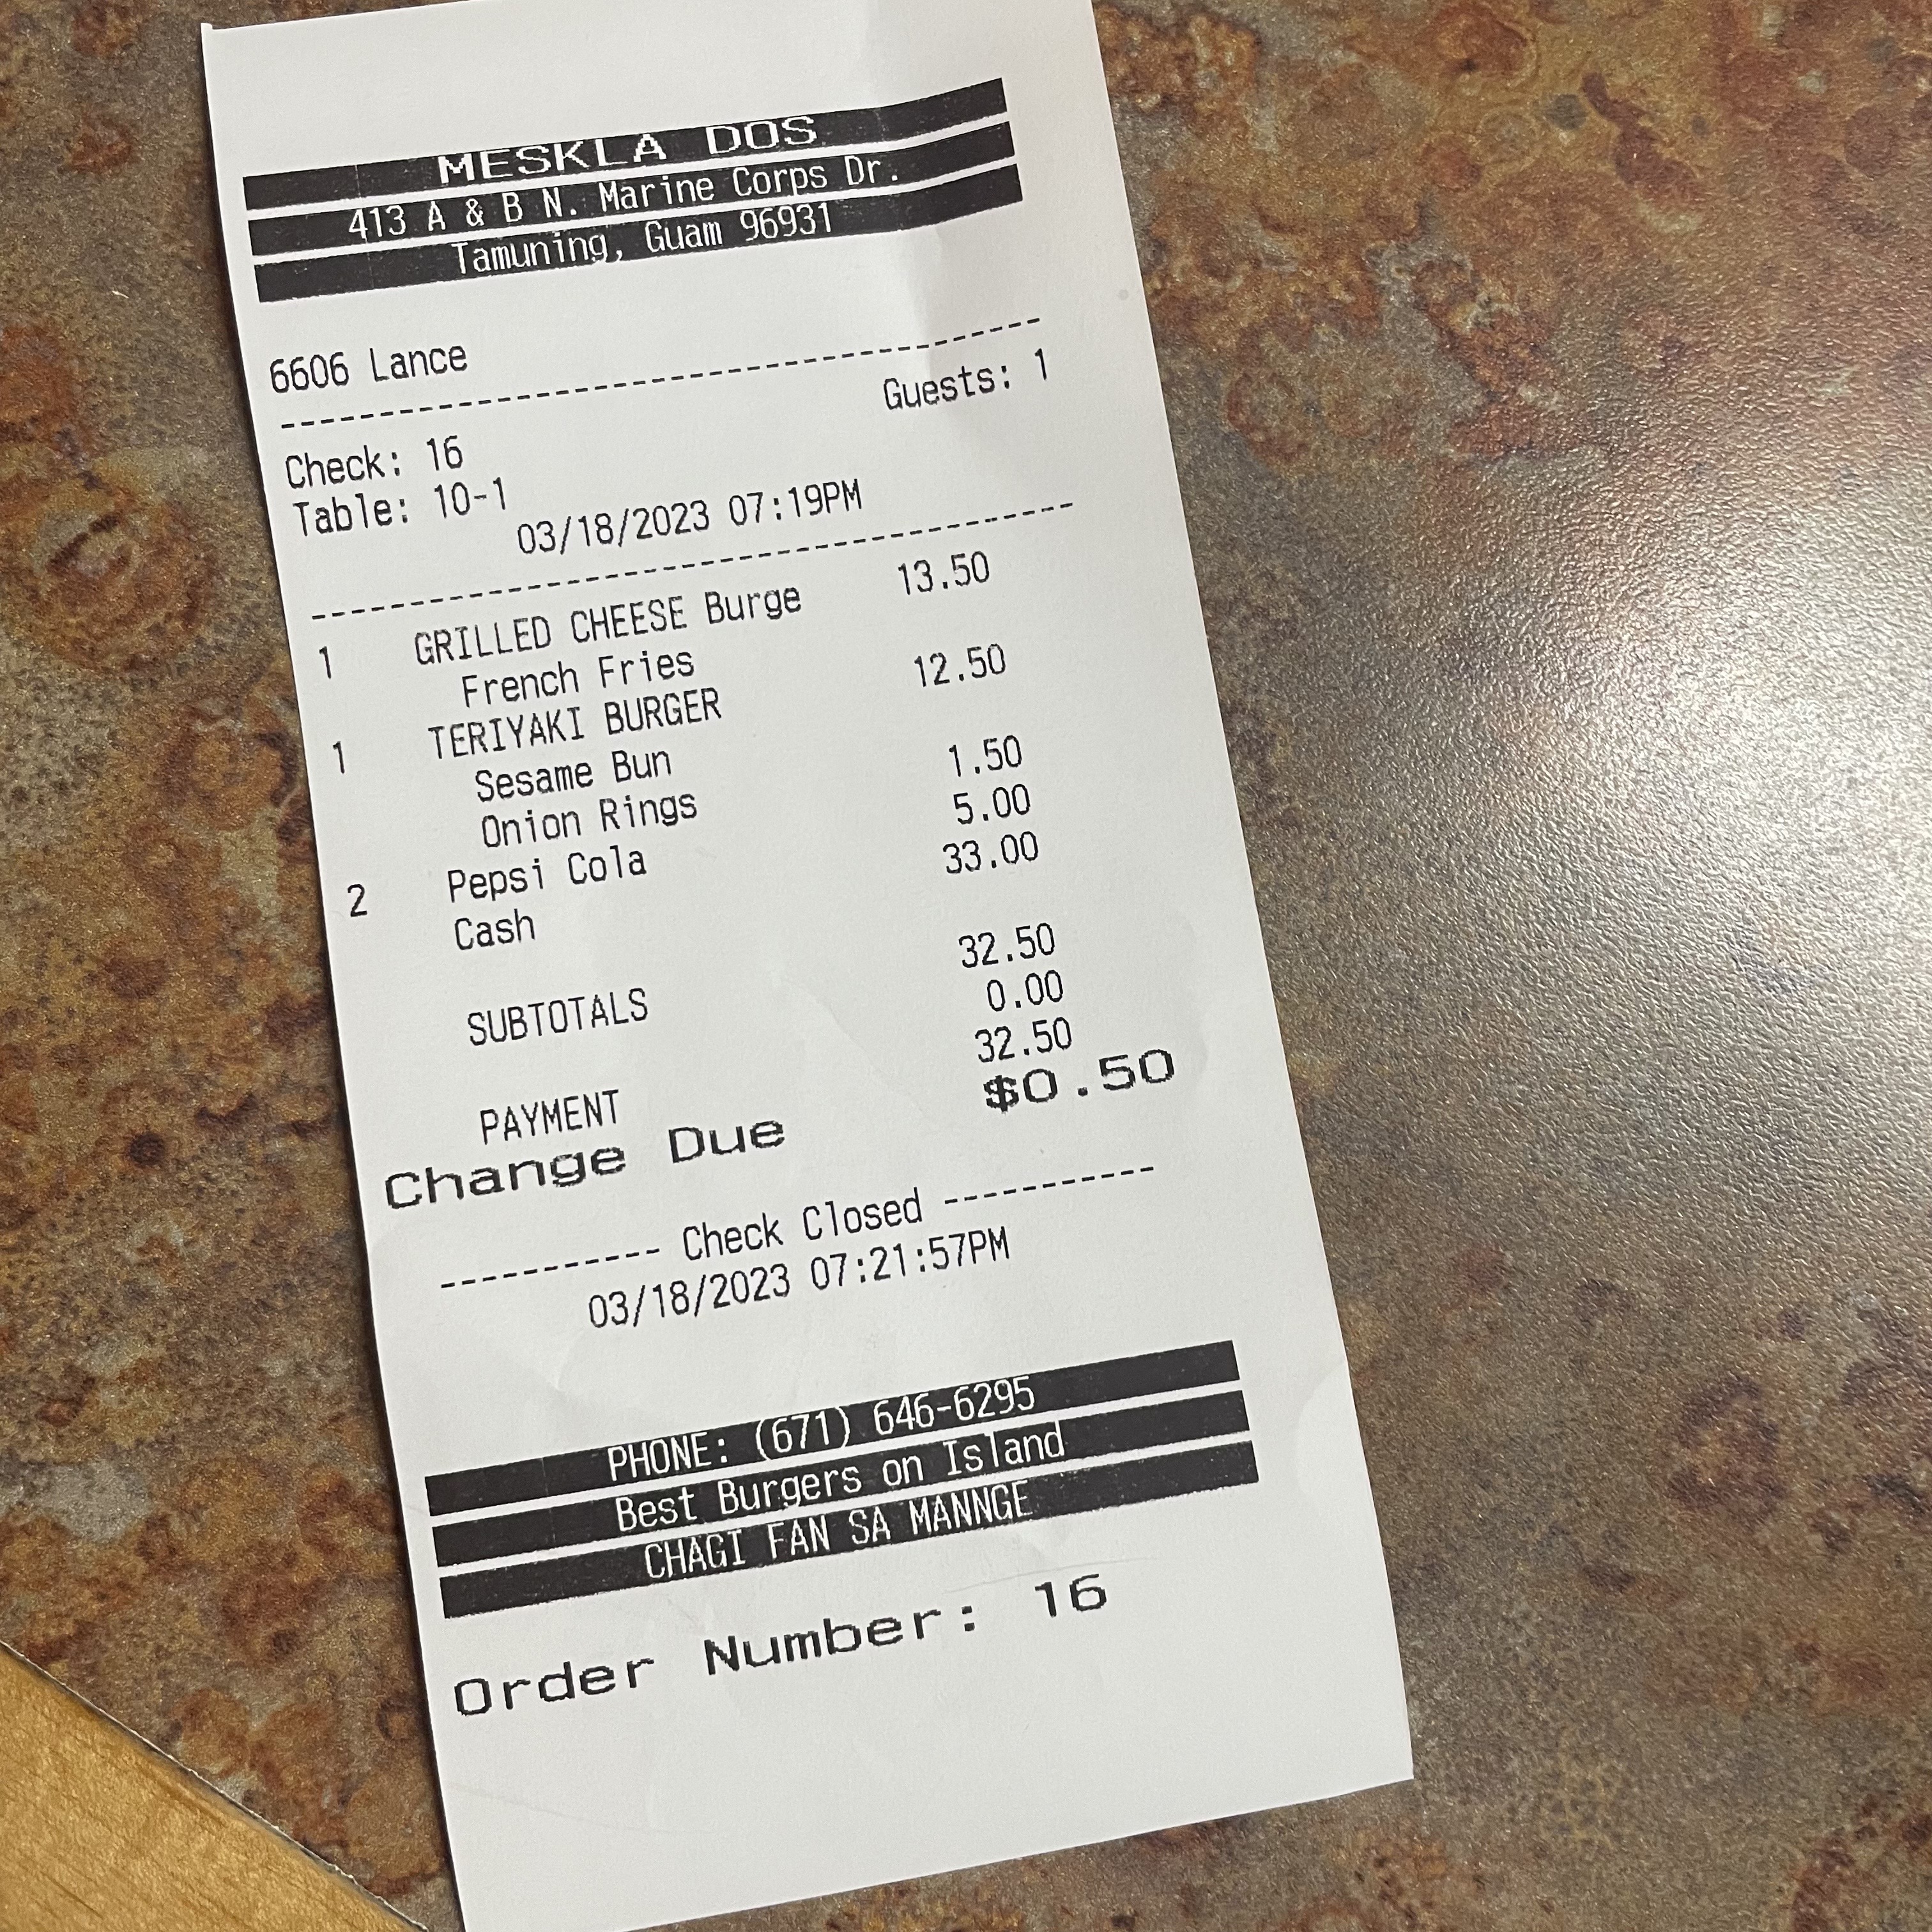 MESKLA DOS
413 A & B N. Marine Corps Dr.
Tamuning, Guam 96931
6606 Lance
----------------------------------------
Check: 16 Guests: 1
Table: 10-1
03/18/2023 07:19PM
----------------------------------------
1 GRILLED CHEESE Burge 13.50
French Fries
1 TERIYAKI BURGER 12.50
Sesame Bun
Onion Rings 1.50
2 Pepsi Cola 5.00
Cash 33.00
SUBTOTALS 32.50
0.00
PAYMENT 32.50
Change Due $0.50
----------- Check Closed -----------
03/18/2023 07:21:57PM
PHONE: (671) 646-6295
Best Burgers on Island
CHAGI FAN SA MANNGE
Order Number: 16